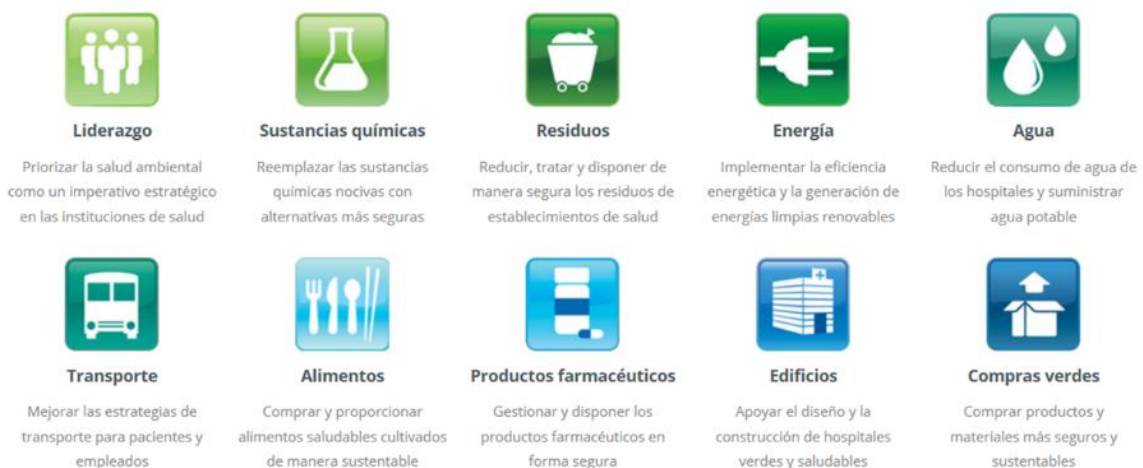 Liderazgo
Priorizar la salud ambiental
como un imperativo estratégico
en las instituciones de salud
Sustancias químicas
Reemplazar las sustancias
químicas nocivas con
alternativas más seguras
Residuos
Reducir, tratar y disponer de
manera segura los residuos de
establecimientos de salud
Energía
Implementar la eficiencia
energética y la generación de
energías limpias renovables
Agua
Reducir el consumo de agua de
los hospitales y suministrar
agua potable
Transporte
Mejorar las estrategias de
transporte para pacientes y
empleados
Alimentos
Comprar y proporcionar
alimentos saludables cultivados
de manera sustentable
Productos farmacéuticos
Gestionar y disponer los
productos farmacéuticos en
forma segura
Edificios
Apoyar el diseño y la
construcción de hospitales
verdes y saludables
Compras verdes
Comprar productos y
materiales más seguros y
sustentables